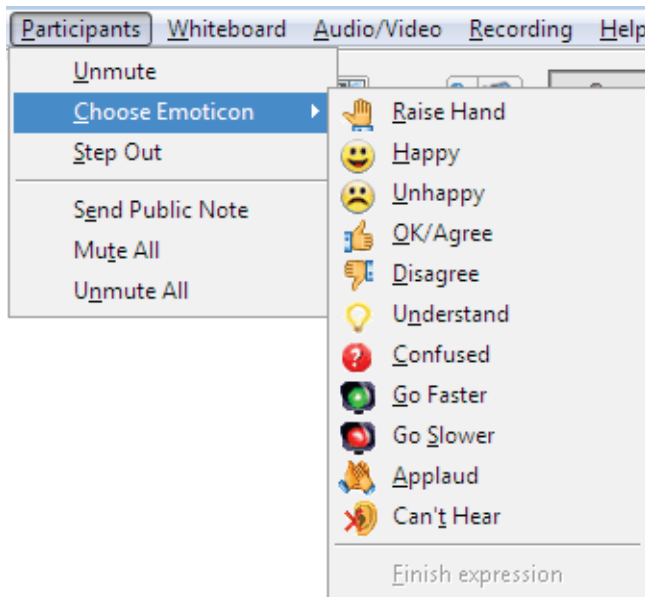 Participants Whiteboard Audio/Video Recording Help
Unmute
Choose Emoticon
Step Out
Send Public Note
Mute All
Unmute All
Raise Hand
Happy
Unhappy
OK/Agree
Disagree
Understand
Confused
Go Faster
Go Slower
Applaud
Can't Hear
Finish expression